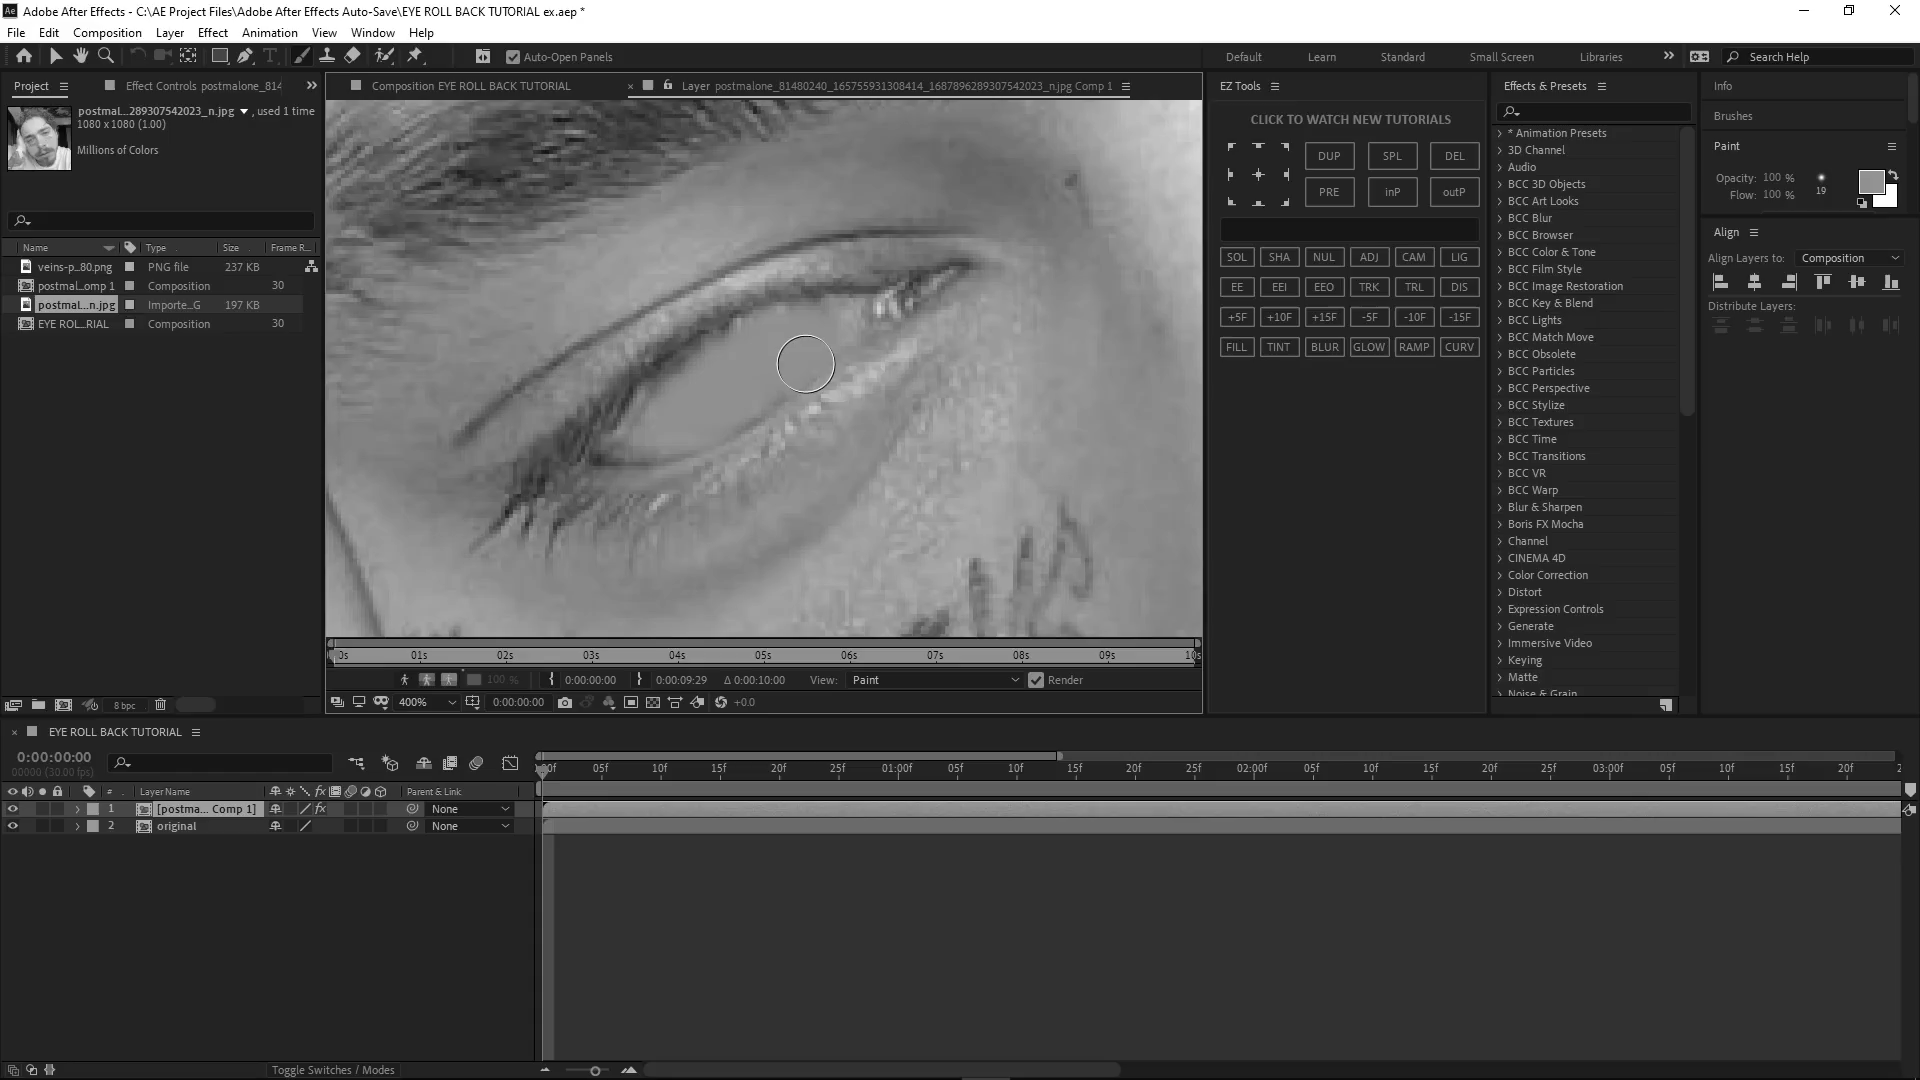 Adobe After Effects - C:\AE Project Files\Adobe After Effects Auto-Save\EYE ROLL BACK TUTORIAL ex.aep *
File Edit Composition Layer Effect Animation View Window Help
Auto-Open Panels
Default Learn Standard Small Screen Libraries
Search Help
Project
Effect Controls postmalone_814
Composition EYE ROLL BACK TUTORIAL
Layer postmalone_81480240_165755931308414_1687896289307542023_n.jpg Comp 1
EZ Tools
Effects & Presets
Info
postmal...289307542023_n.jpg , used 1 time
1080 x 1080 (1.00)
Millions of Colors
Name Type Size Frame R...
veins-p...80.png PNG file 237 KB
postmal...omp 1 Composition 30
postmal...n.jpg Importe...G 197 KB
EYE ROL...RIAL Composition 30
8 bpc
0s 01s 02s 03s 04s 05s 06s 07s 08s 09s 10s
100 % 0:00:00:00 0:00:09:29 Δ 0:00:10:00 View: Paint Render
400% 0:00:00:00 +0.0
CLICK TO WATCH NEW TUTORIALS
DUP SPL DEL
PRE inP outP
SOL SHA NUL ADJ CAM LIG
EE EEI EEO TRK TRL DIS
+5F +10F +15F -5F -10F -15F
FILL TINT BLUR GLOW RAMP CURV
* Animation Presets
3D Channel
Audio
BCC 3D Objects
BCC Art Looks
BCC Blur
BCC Browser
BCC Color & Tone
BCC Film Style
BCC Image Restoration
BCC Key & Blend
BCC Lights
BCC Match Move
BCC Obsolete
BCC Particles
BCC Perspective
BCC Stylize
BCC Textures
BCC Time
BCC Transitions
BCC VR
BCC Warp
Blur & Sharpen
Boris FX Mocha
Channel
CINEMA 4D
Color Correction
Distort
Expression Controls
Generate
Immersive Video
Keying
Matte
Noise & Grain
Brushes
Paint
Opacity: 100 %
Flow: 100 %
19
Align
Align Layers to: Composition
Distribute Layers:
EYE ROLL BACK TUTORIAL
0:00:00:00
00000 (30.00 fps)
:00f 05f 10f 15f 20f 25f 01:00f 05f 10f 15f 20f 25f 02:00f 05f 10f 15f 20f 25f 03:00f 05f 10f 15f 20f
# Layer Name Parent & Link
1 [postma... Comp 1] None
2 original None
Toggle Switches / Modes